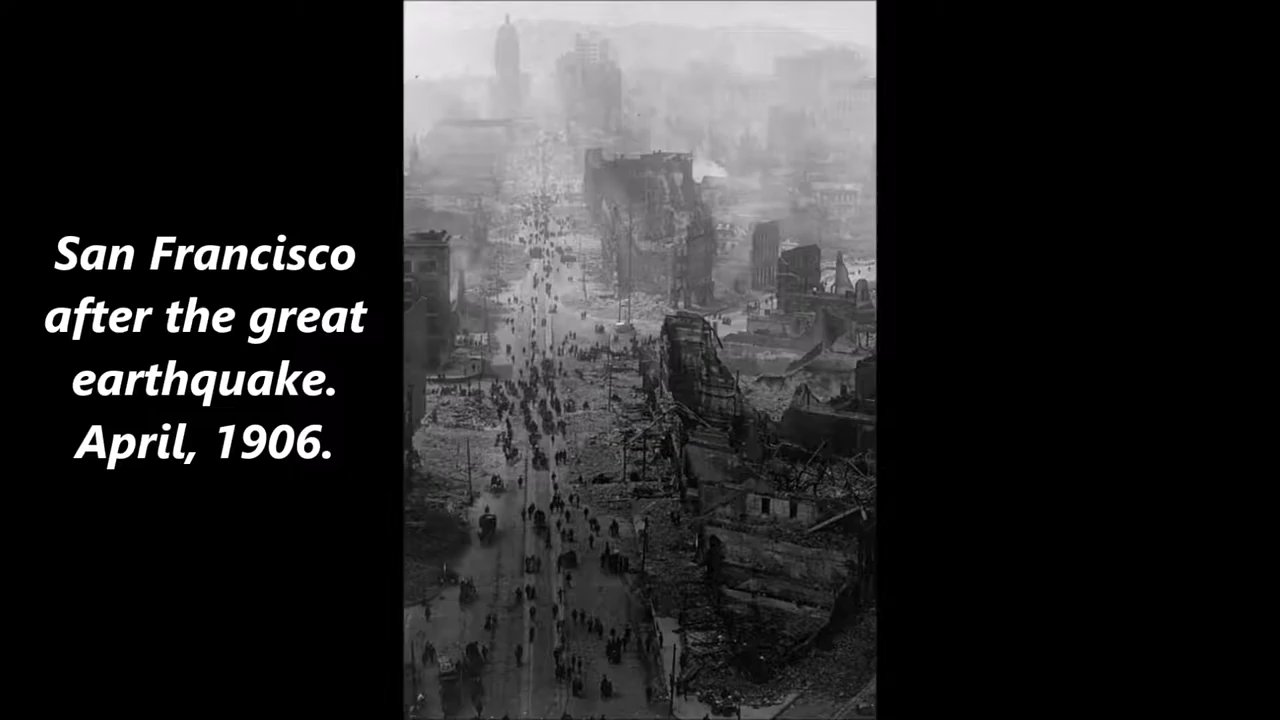 San Francisco
after the great
earthquake.
April, 1906.